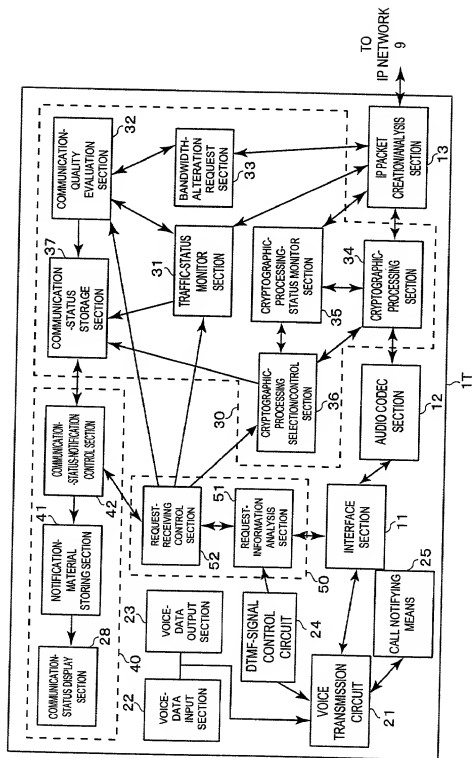 COMMUNICATION-
STATUS DISPLAY
SECTION
28
NOTIFICATION-
MATERIAL
STORING SECTION
41
COMMUNICATION-
STATUS-NOTIFICATION
CONTROL SECTION
42
40
COMMUNICATION
-STATUS
STORAGE
SECTION
37
COMMUNICATION-
QUALITY
EVALUATION
SECTION
32
VOICE-
DATA INPUT
SECTION
22
VOICE-
DATA OUTPUT
SECTION
23
REQUEST-
RECEIVING
CONTROL
SECTION
52
30
TRAFFIC-STATUS
MONITOR
SECTION
31
BANDWIDTH-
ALTERATION
REQUEST
SECTION
33
DTMF-SIGNAL
CONTROL
CIRCUIT
24
REQUEST-
INFORMATION
ANALYSIS
SECTION
51
50
CRYPTOGRAPHIC-
PROCESSING
SELECTION/CONTROL
SECTION
36
CRYPTOGRAPHIC-
PROCESSING-
STATUS MONITOR
SECTION
35
VOICE
TRANSMISSION
CIRCUIT
21
INTERFACE
SECTION
11
AUDIO CODEC
SECTION
12
CRYPTOGRAPHIC-
PROCESSING
SECTION
34
IP PACKET
CREATION/ANALYSIS
SECTION
13
TO
IP NETWORK
9
CALL NOTIFYING
MEANS
25
1T